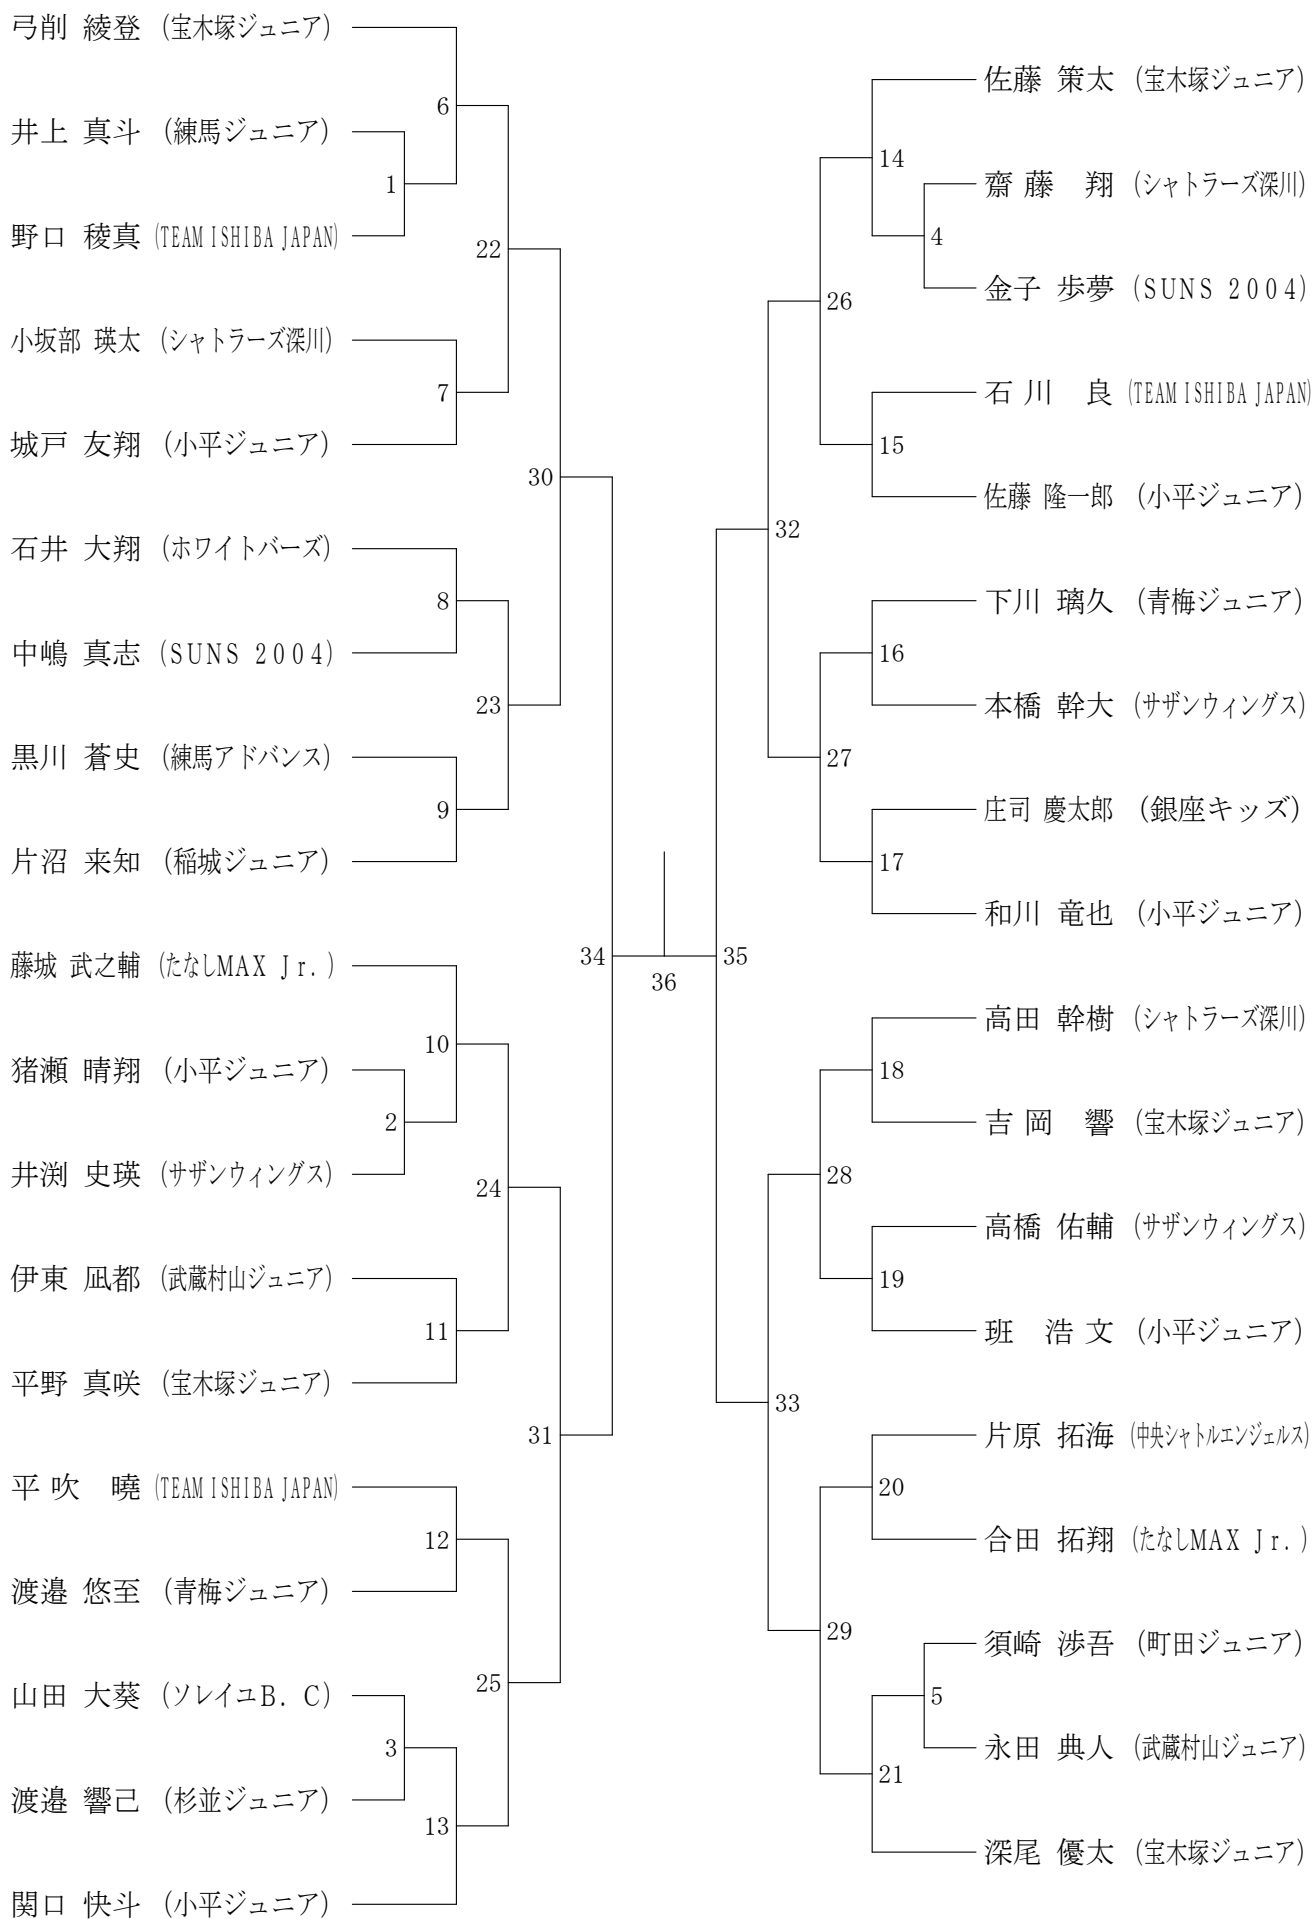 弓削 綾登 (宝木塚ジュニア)
井上 真斗 (練馬ジュニア)
野口 稜真 (TEAM ISHIBA JAPAN)
小坂部 瑛太 (シャトラーズ深川)
城戸 友翔 (小平ジュニア)
石井 大翔 (ホワイトバーズ)
中嶋 真志 (SUNS 2004)
黒川 蒼史 (練馬アドバンス)
片沼 来知 (稲城ジュニア)
藤城 武之輔 (たなしMAX Jr.)
猪瀬 晴翔 (小平ジュニア)
井渕 史瑛 (サザンウィングス)
伊東 凪都 (武蔵村山ジュニア)
平野 真咲 (宝木塚ジュニア)
平吹 曉 (TEAM ISHIBA JAPAN)
渡邉 悠至 (青梅ジュニア)
山田 大葵 (ソレイユB.C)
渡邉 響己 (杉並ジュニア)
関口 快斗 (小平ジュニア)
1
2
3
6
7
8
9
10
11
12
13
22
23
24
25
30
31
34
36
35
32
33
26
27
28
29
14
15
16
17
18
19
20
21
4
5
佐藤 策太 (宝木塚ジュニア)
齋藤 翔 (シャトラーズ深川)
金子 歩夢 (SUNS 2004)
石川 良 (TEAM ISHIBA JAPAN)
佐藤 隆一郎 (小平ジュニア)
下川 璃久 (青梅ジュニア)
本橋 幹大 (サザンウィングス)
庄司 慶太郎 (銀座キッズ)
和川 竜也 (小平ジュニア)
高田 幹樹 (シャトラーズ深川)
吉岡 響 (宝木塚ジュニア)
高橋 佑輔 (サザンウィングス)
班 浩文 (小平ジュニア)
片原 拓海 (中央シャトルエンジェルス)
合田 拓翔 (たなしMAX Jr.)
須崎 渉吾 (町田ジュニア)
永田 典人 (武蔵村山ジュニア)
深尾 優太 (宝木塚ジュニア)